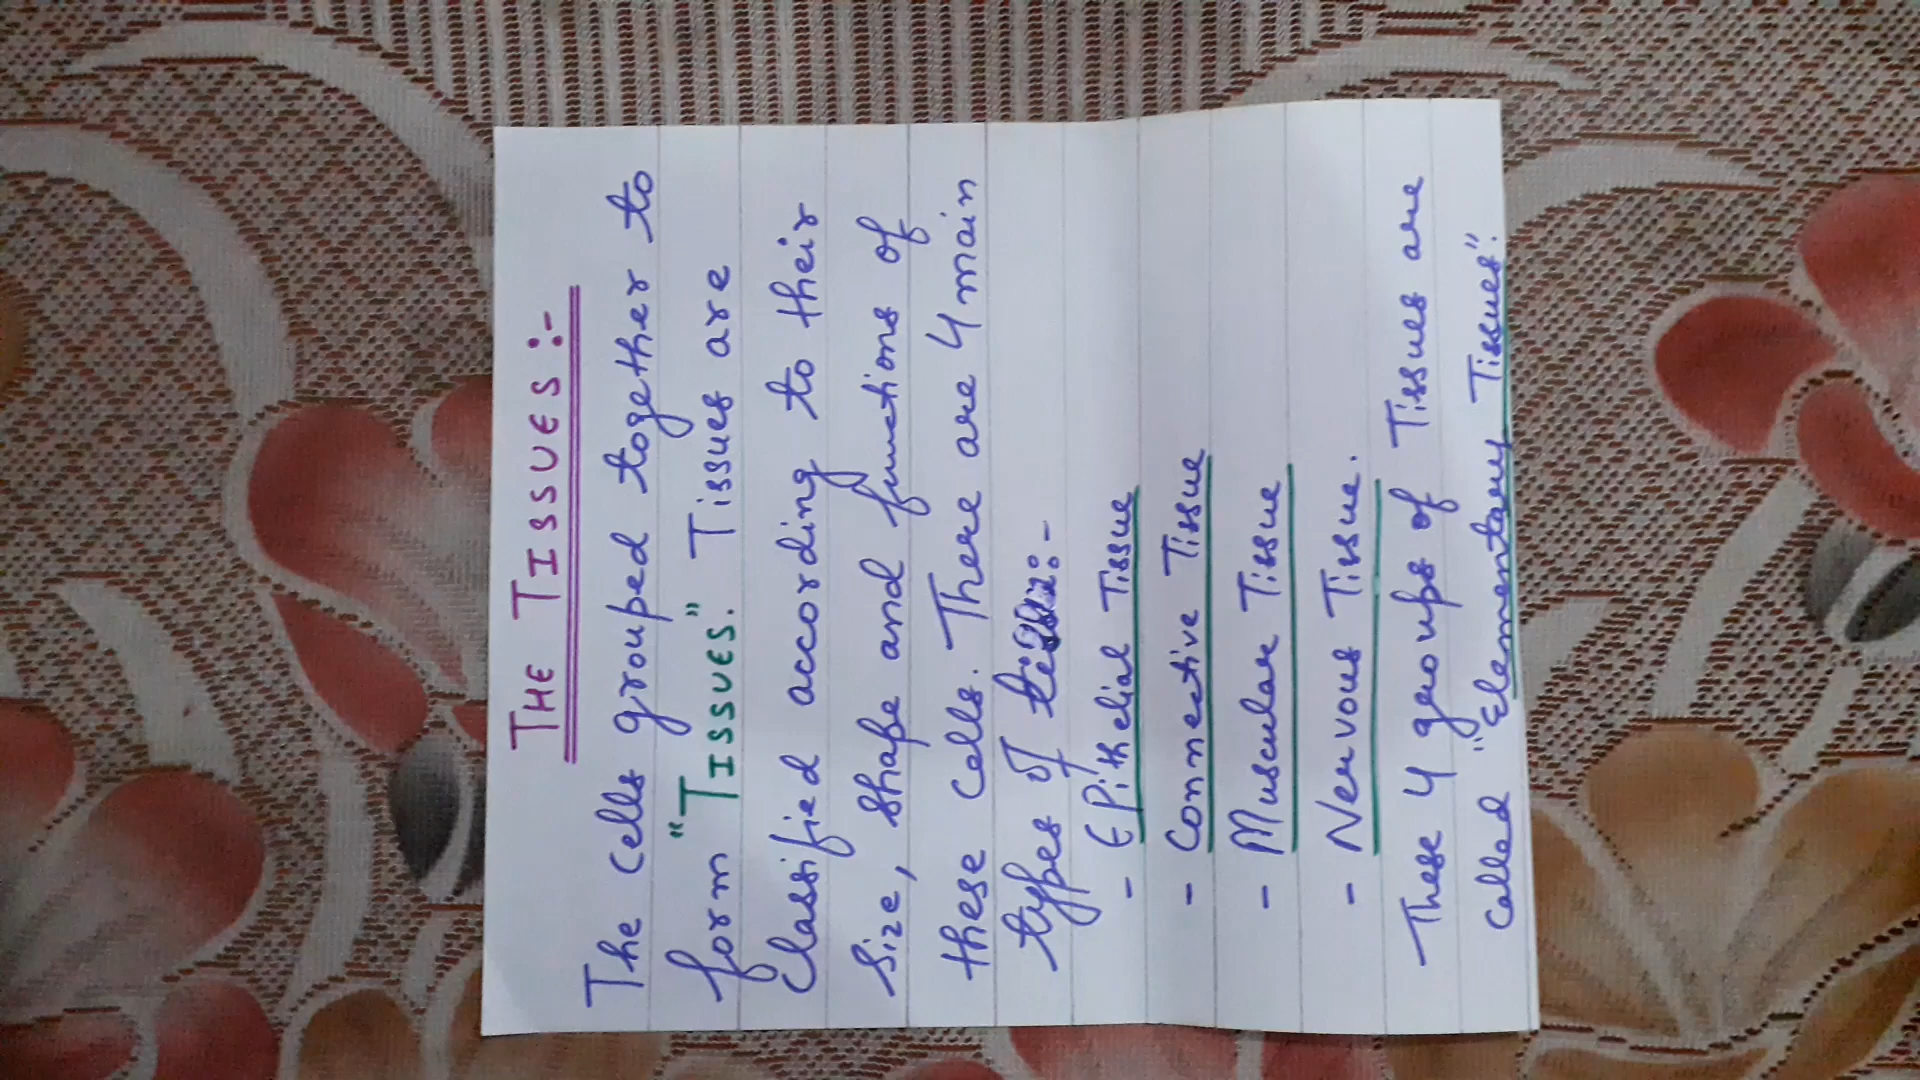 THE TISSUES:-
The cells grouped together to
form "TISSUES." Tissues are
classified according to their
size, shape and functions of
these cells. There are 4 main
types of :-
- Epithelial Tissue
- Connective Tissue
- Muscular Tissue
- Nervous Tissue.
These 4 groups of Tissues are
called "Elementary Tissues".